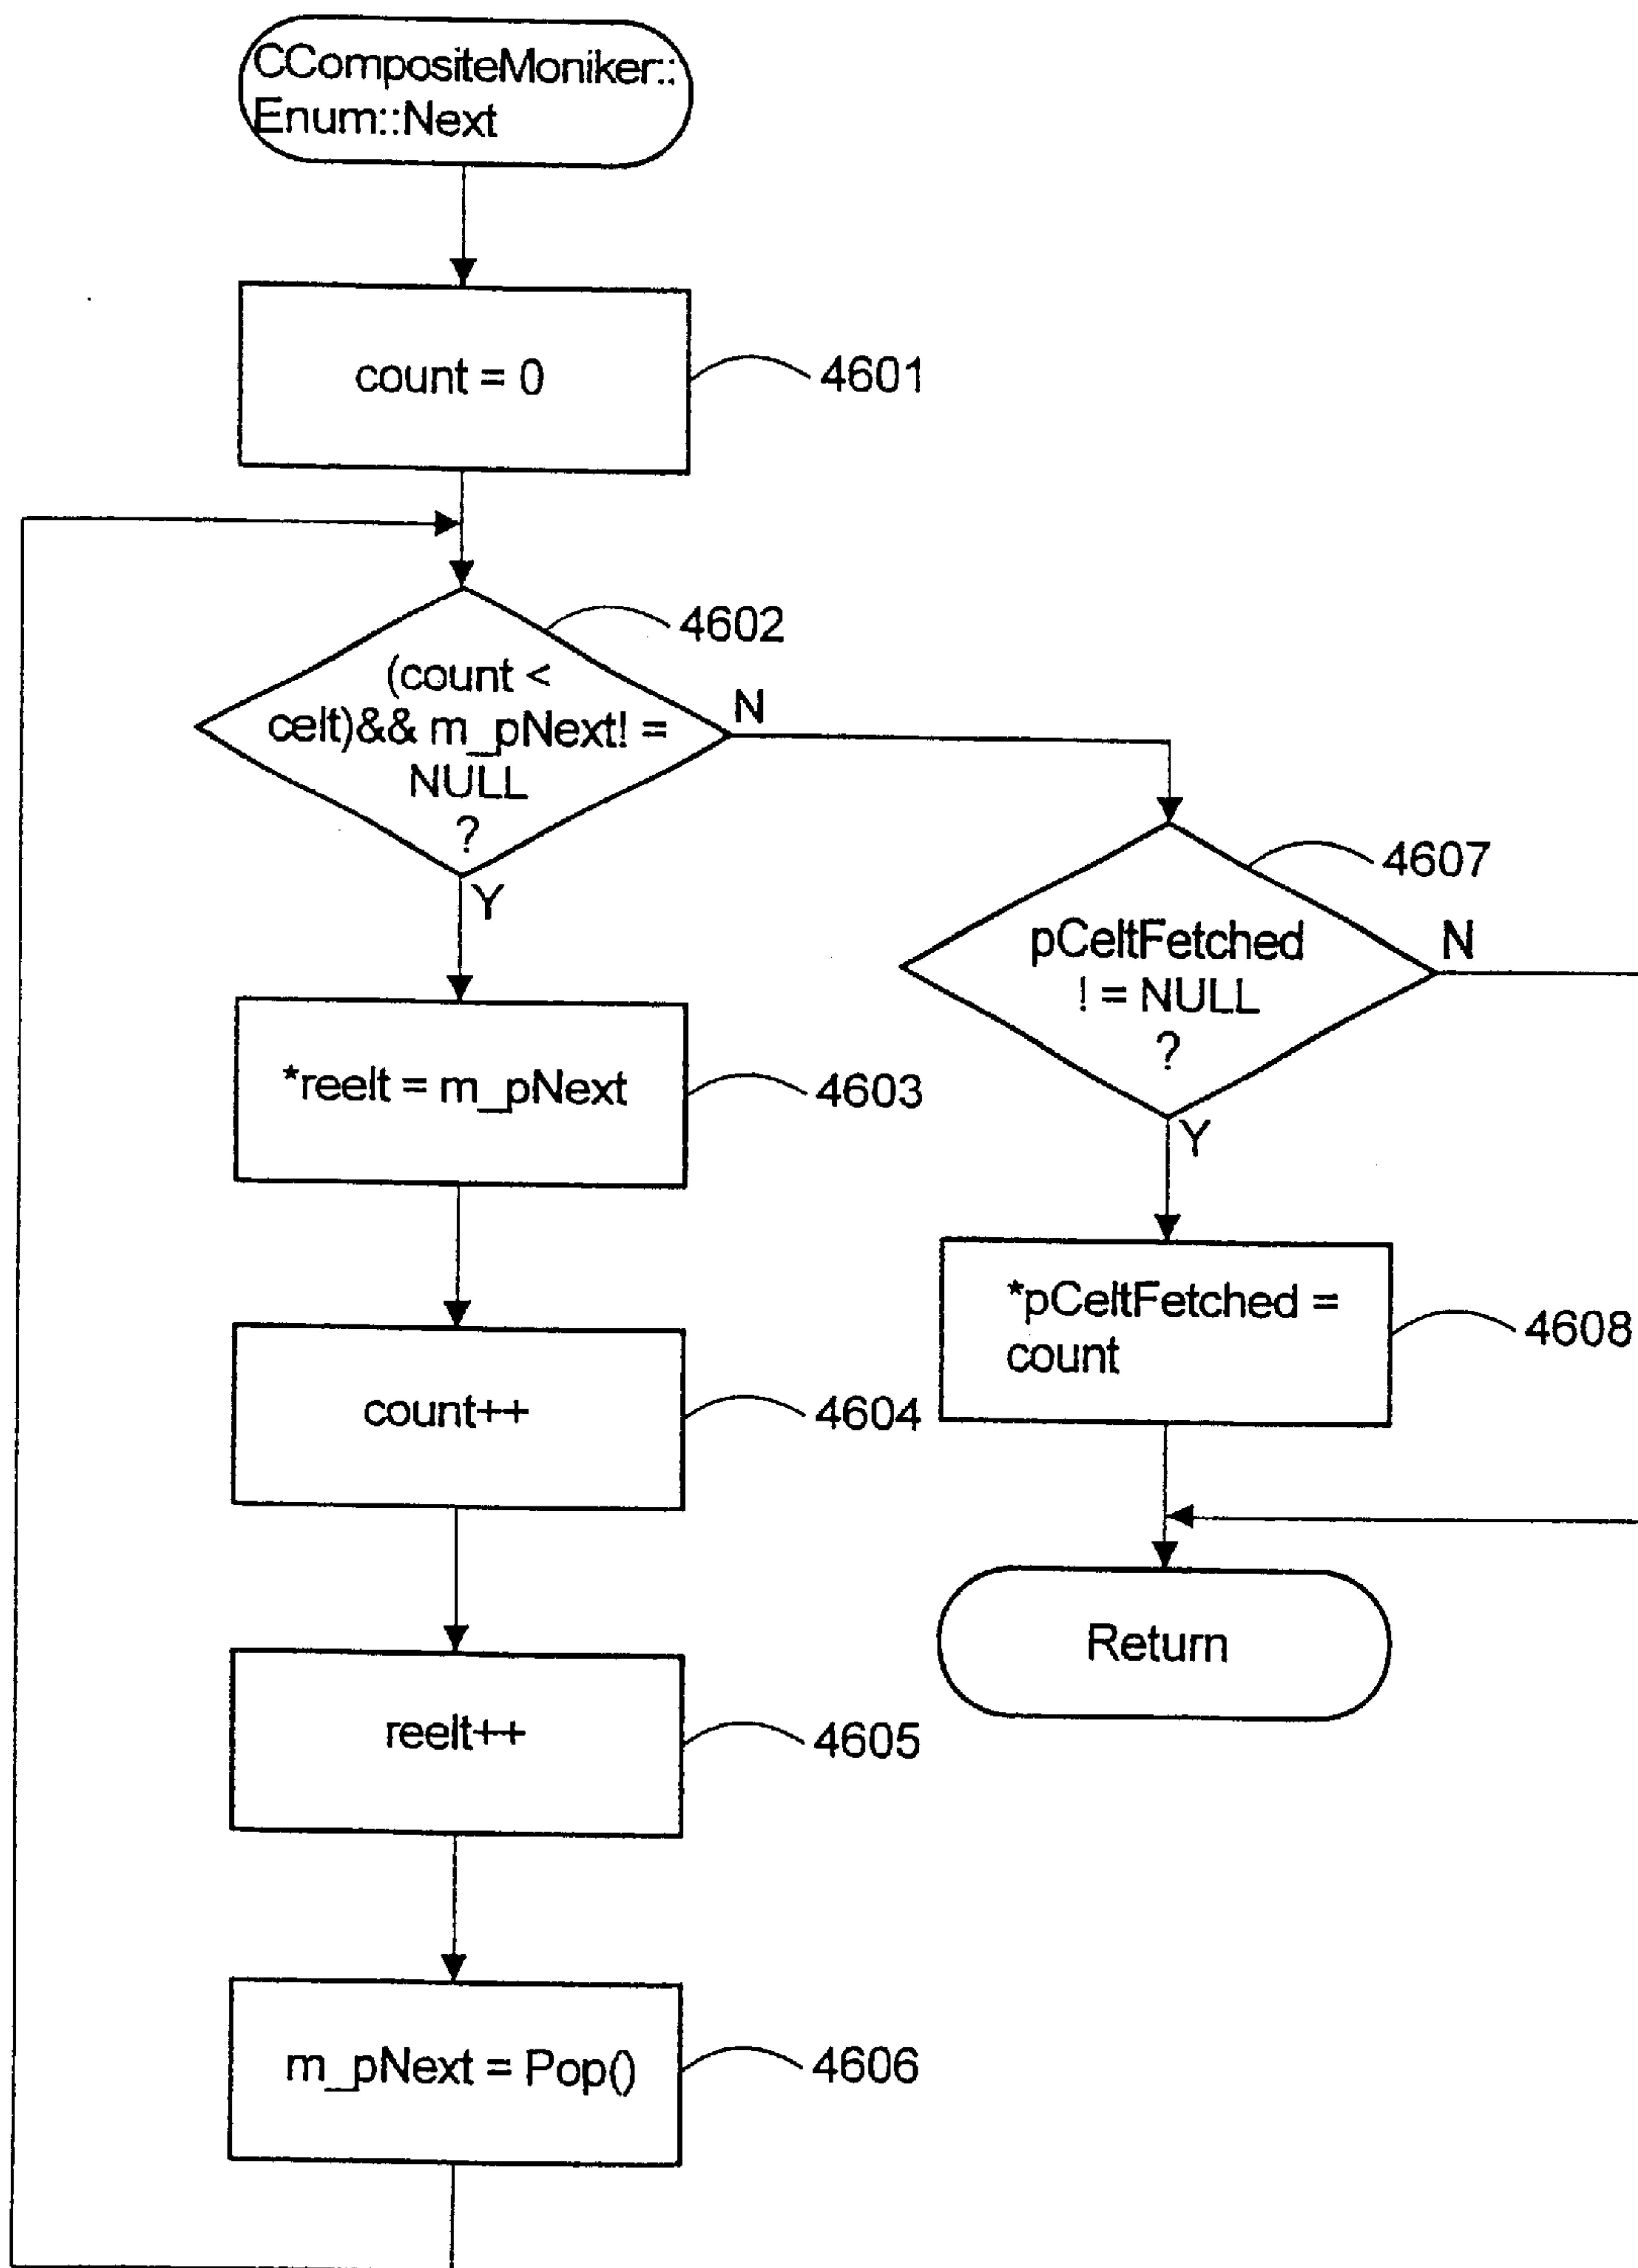 CCompositeMoniker::
Enum::Next
count = 0
4601
4602
(count <
celt)&& m_pNext! =
NULL
?
N
Y
*reelt = m_pNext
4603
count++
4604
reelt++
4605
m_pNext = Pop()
4606
4607
pCeltFetched
! = NULL
?
N
Y
*pCeltFetched =
count
4608
Return